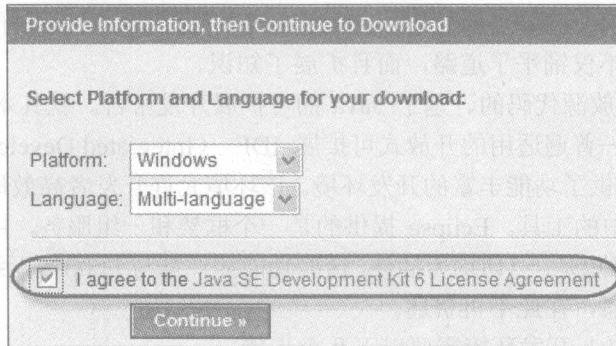 Provide Information, then Continue to Download
Select Platform and Language for your download:
Platform: Windows
Language: Multi-language
I agree to the Java SE Development Kit 6 License Agreement
Continue »